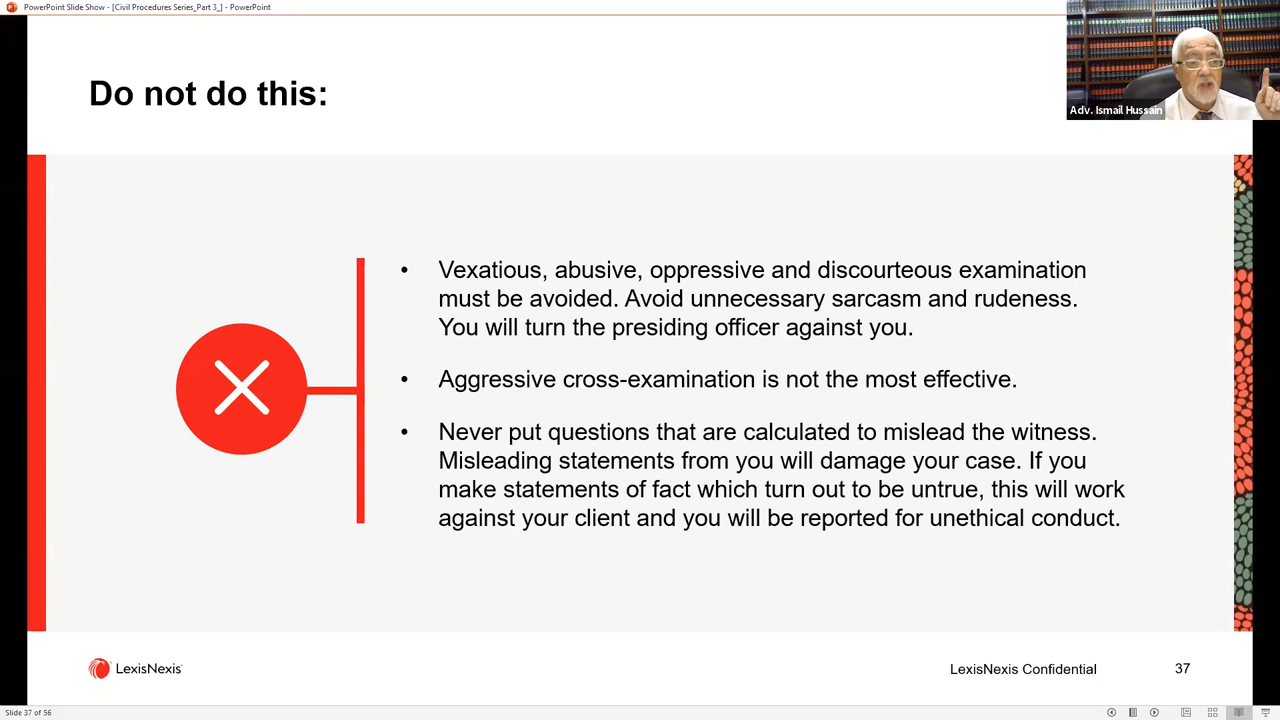 PowerPoint Slide Show - [Civil Procedures Series_Part 3_] - PowerPoint
Adv. Ismail Hussain
Do not do this:
• Vexatious, abusive, oppressive and discourteous examination
must be avoided. Avoid unnecessary sarcasm and rudeness.
You will turn the presiding officer against you.
• Aggressive cross-examination is not the most effective.
• Never put questions that are calculated to mislead the witness.
Misleading statements from you will damage your case. If you
make statements of fact which turn out to be untrue, this will work
against your client and you will be reported for unethical conduct.
LexisNexis
LexisNexis Confidential
37
Slide 37 of 56